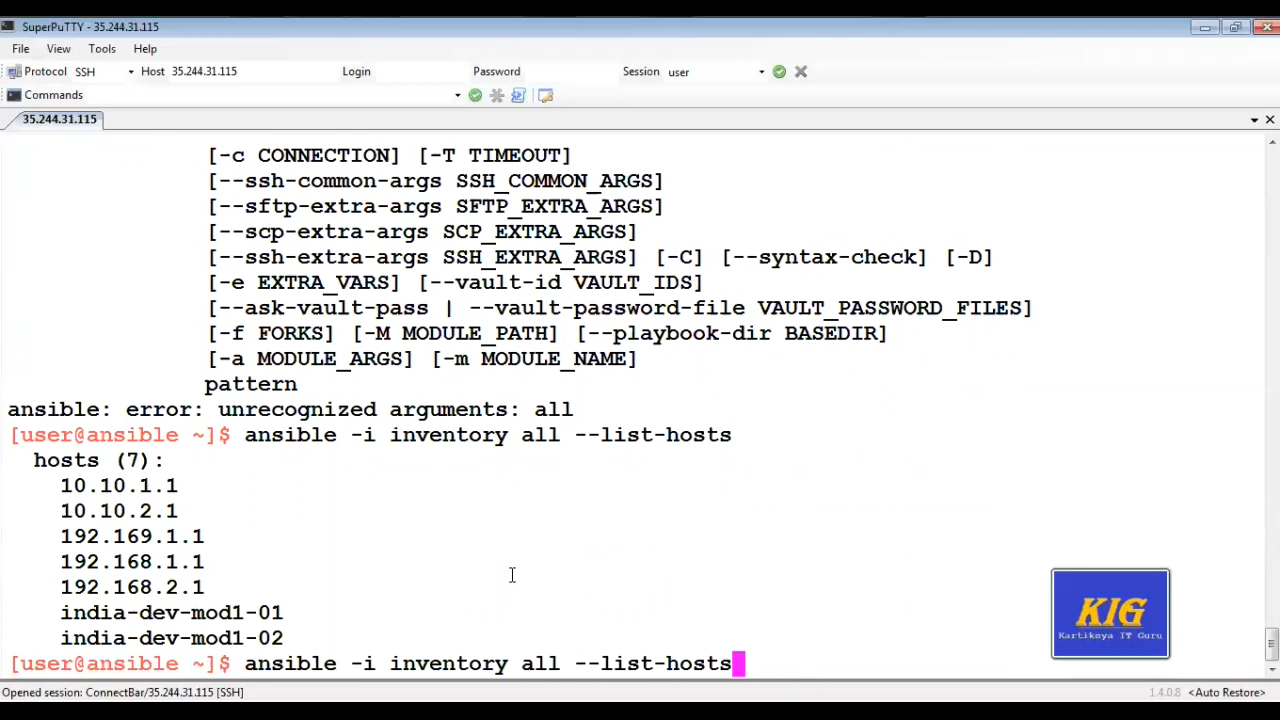 SuperPuTTY - 35.244.31.115
File View Tools Help
Protocol SSH Host 35.244.31.115 Login Password Session user
Commands
35.244.31.115
[-c CONNECTION] [-T TIMEOUT]
[--ssh-common-args SSH_COMMON_ARGS]
[--sftp-extra-args SFTP_EXTRA_ARGS]
[--scp-extra-args SCP_EXTRA_ARGS]
[--ssh-extra-args SSH_EXTRA_ARGS] [-C] [--syntax-check] [-D]
[-e EXTRA_VARS] [--vault-id VAULT_IDS]
[--ask-vault-pass | --vault-password-file VAULT_PASSWORD_FILES]
[-f FORKS] [-M MODULE_PATH] [--playbook-dir BASEDIR]
[-a MODULE_ARGS] [-m MODULE_NAME]
pattern
ansible: error: unrecognized arguments: all
[user@ansible ~]$ ansible -i inventory all --list-hosts
hosts (7):
10.10.1.1
10.10.2.1
192.169.1.1
192.168.1.1
192.168.2.1
india-dev-mod1-01
india-dev-mod1-02
[user@ansible ~]$ ansible -i inventory all --list-hosts
KIG
Kartikeya IT Guru
Opened session: ConnectBar/35.244.31.115 [SSH] 1.4.0.8 <Auto Restore>